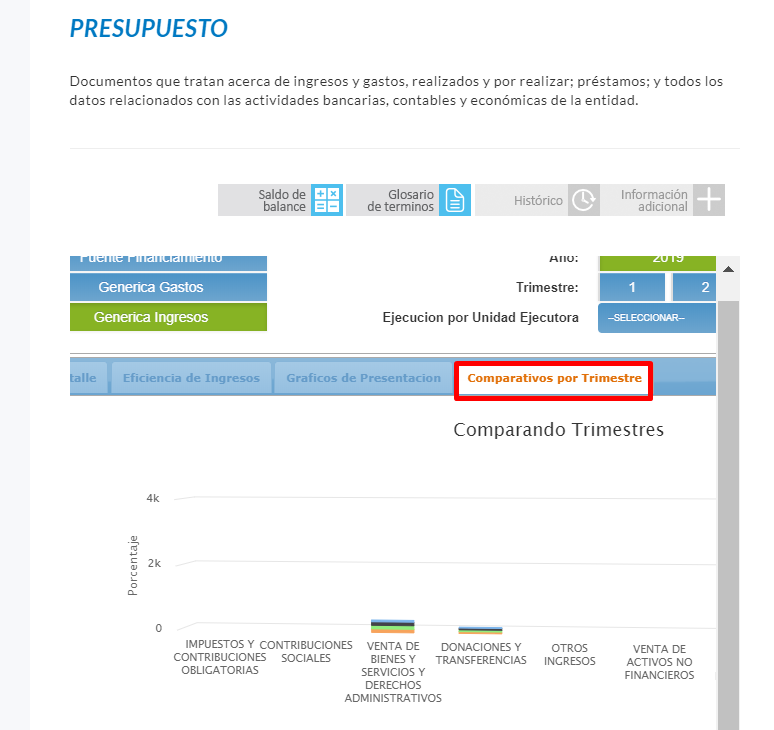 PRESUPUESTO
Documentos que tratan acerca de ingresos y gastos, realizados y por realizar; préstamos; y todos los
datos relacionados con las actividades bancarias, contables y económicas de la entidad.
Saldo de
balance
Glosario
de terminos
Histórico
Información
adicional
Fuente Financiamiento
Año:
2019
Generica Gastos
Trimestre:
1
2
Generica Ingresos
Ejecucion por Unidad Ejecutora
--SELECCIONAR--
talle
Eficiencia de Ingresos
Graficos de Presentacion
Comparativos por Trimestre
Comparando Trimestres
Porcentaje
4k
2k
0
IMPUESTOS Y
CONTRIBUCIONES
OBLIGATORIAS
CONTRIBUCIONES
SOCIALES
VENTA DE
BIENES Y
SERVICIOS Y
DERECHOS
ADMINISTRATIVOS
DONACIONES Y
TRANSFERENCIAS
OTROS
INGRESOS
VENTA DE
ACTIVOS NO
FINANCIEROS